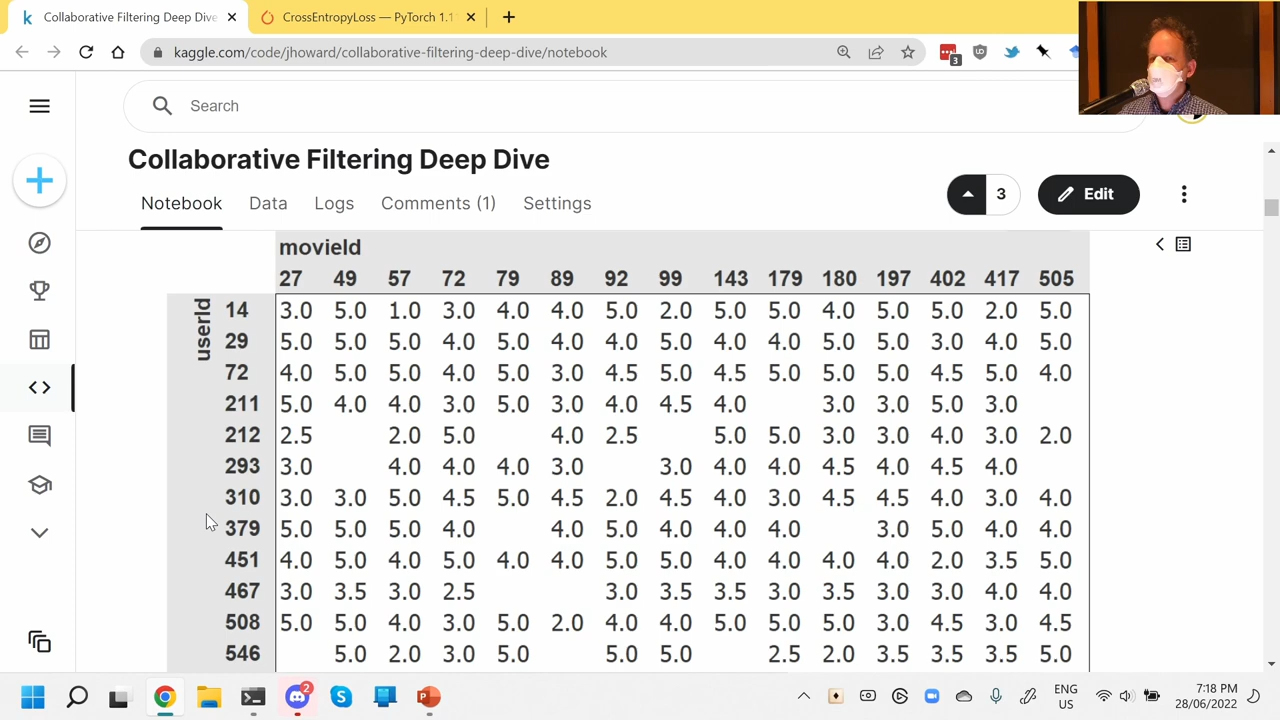 Collaborative Filtering Deep Dive
CrossEntropyLoss — PyTorch 1.1
kaggle.com/code/jhoward/collaborative-filtering-deep-dive/notebook
3
Search
Collaborative Filtering Deep Dive
3
Edit
Notebook Data Logs Comments (1) Settings
movieId
27 49 57 72 79 89 92 99 143 179 180 197 402 417 505
userId
14 3.0 5.0 1.0 3.0 4.0 4.0 5.0 2.0 5.0 5.0 4.0 5.0 5.0 2.0 5.0
29 5.0 5.0 5.0 4.0 5.0 4.0 4.0 5.0 4.0 4.0 5.0 5.0 3.0 4.0 5.0
72 4.0 5.0 5.0 4.0 5.0 3.0 4.5 5.0 4.5 5.0 5.0 5.0 4.5 5.0 4.0
211 5.0 4.0 4.0 3.0 5.0 3.0 4.0 4.5 4.0 3.0 3.0 5.0 3.0
212 2.5 2.0 5.0 4.0 2.5 5.0 5.0 3.0 3.0 4.0 3.0 2.0
293 3.0 4.0 4.0 4.0 3.0 3.0 4.0 4.0 4.5 4.0 4.5 4.0
310 3.0 3.0 5.0 4.5 5.0 4.5 2.0 4.5 4.0 3.0 4.5 4.5 4.0 3.0 4.0
379 5.0 5.0 5.0 4.0 4.0 5.0 4.0 4.0 4.0 3.0 5.0 4.0 4.0
451 4.0 5.0 4.0 5.0 4.0 4.0 5.0 5.0 4.0 4.0 4.0 4.0 2.0 3.5 5.0
467 3.0 3.5 3.0 2.5 3.0 3.5 3.5 3.0 3.5 3.0 3.0 4.0 4.0
508 5.0 5.0 4.0 3.0 5.0 2.0 4.0 4.0 5.0 5.0 5.0 3.0 4.5 3.0 4.5
546 5.0 2.0 3.0 5.0 5.0 5.0 2.5 2.0 3.5 3.5 3.5 5.0
2
ENG
US
7:18 PM
28/06/2022